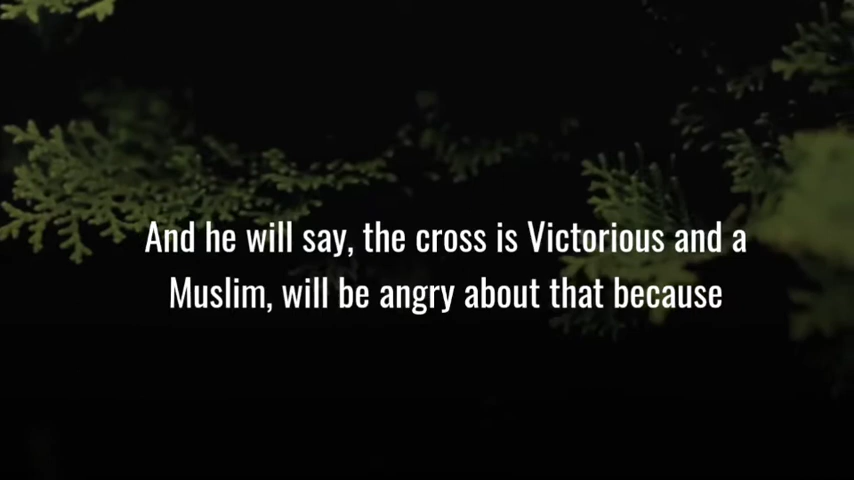 And he will say, the cross is Victorious and a
Muslim, will be angry about that because